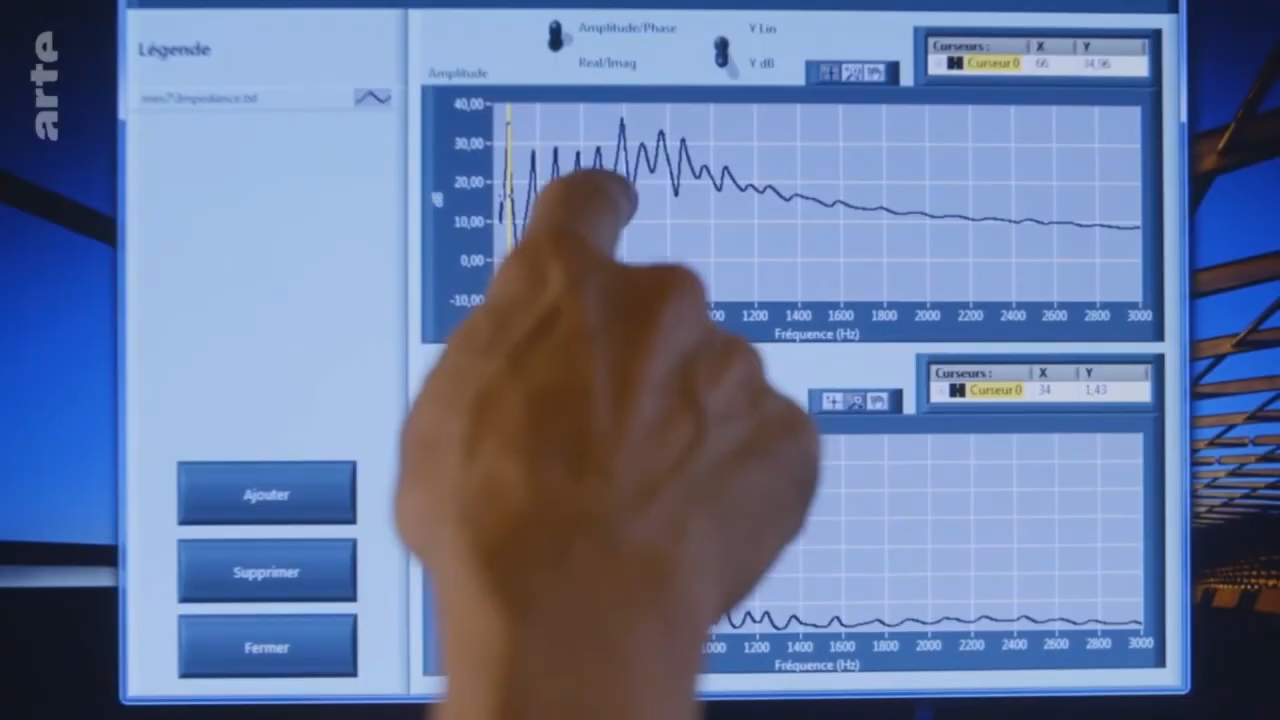 arte
Légende
Amplitude/Phase
Real/Imag
Y Lin
Y dB
Curseurs : X Y
Curseur 0 66 34,96
Amplitude
40,00
30,00
20,00
10,00
0,00
-10,00
dB
1200 1400 1600 1800 2000 2200 2400 2600 2800 3000
Fréquence (Hz)
Curseurs : X Y
Curseur 0 34 1,43
1000 1200 1400 1600 1800 2000 2200 2400 2600 2800 3000
Fréquence (Hz)
Ajouter
Supprimer
Fermer